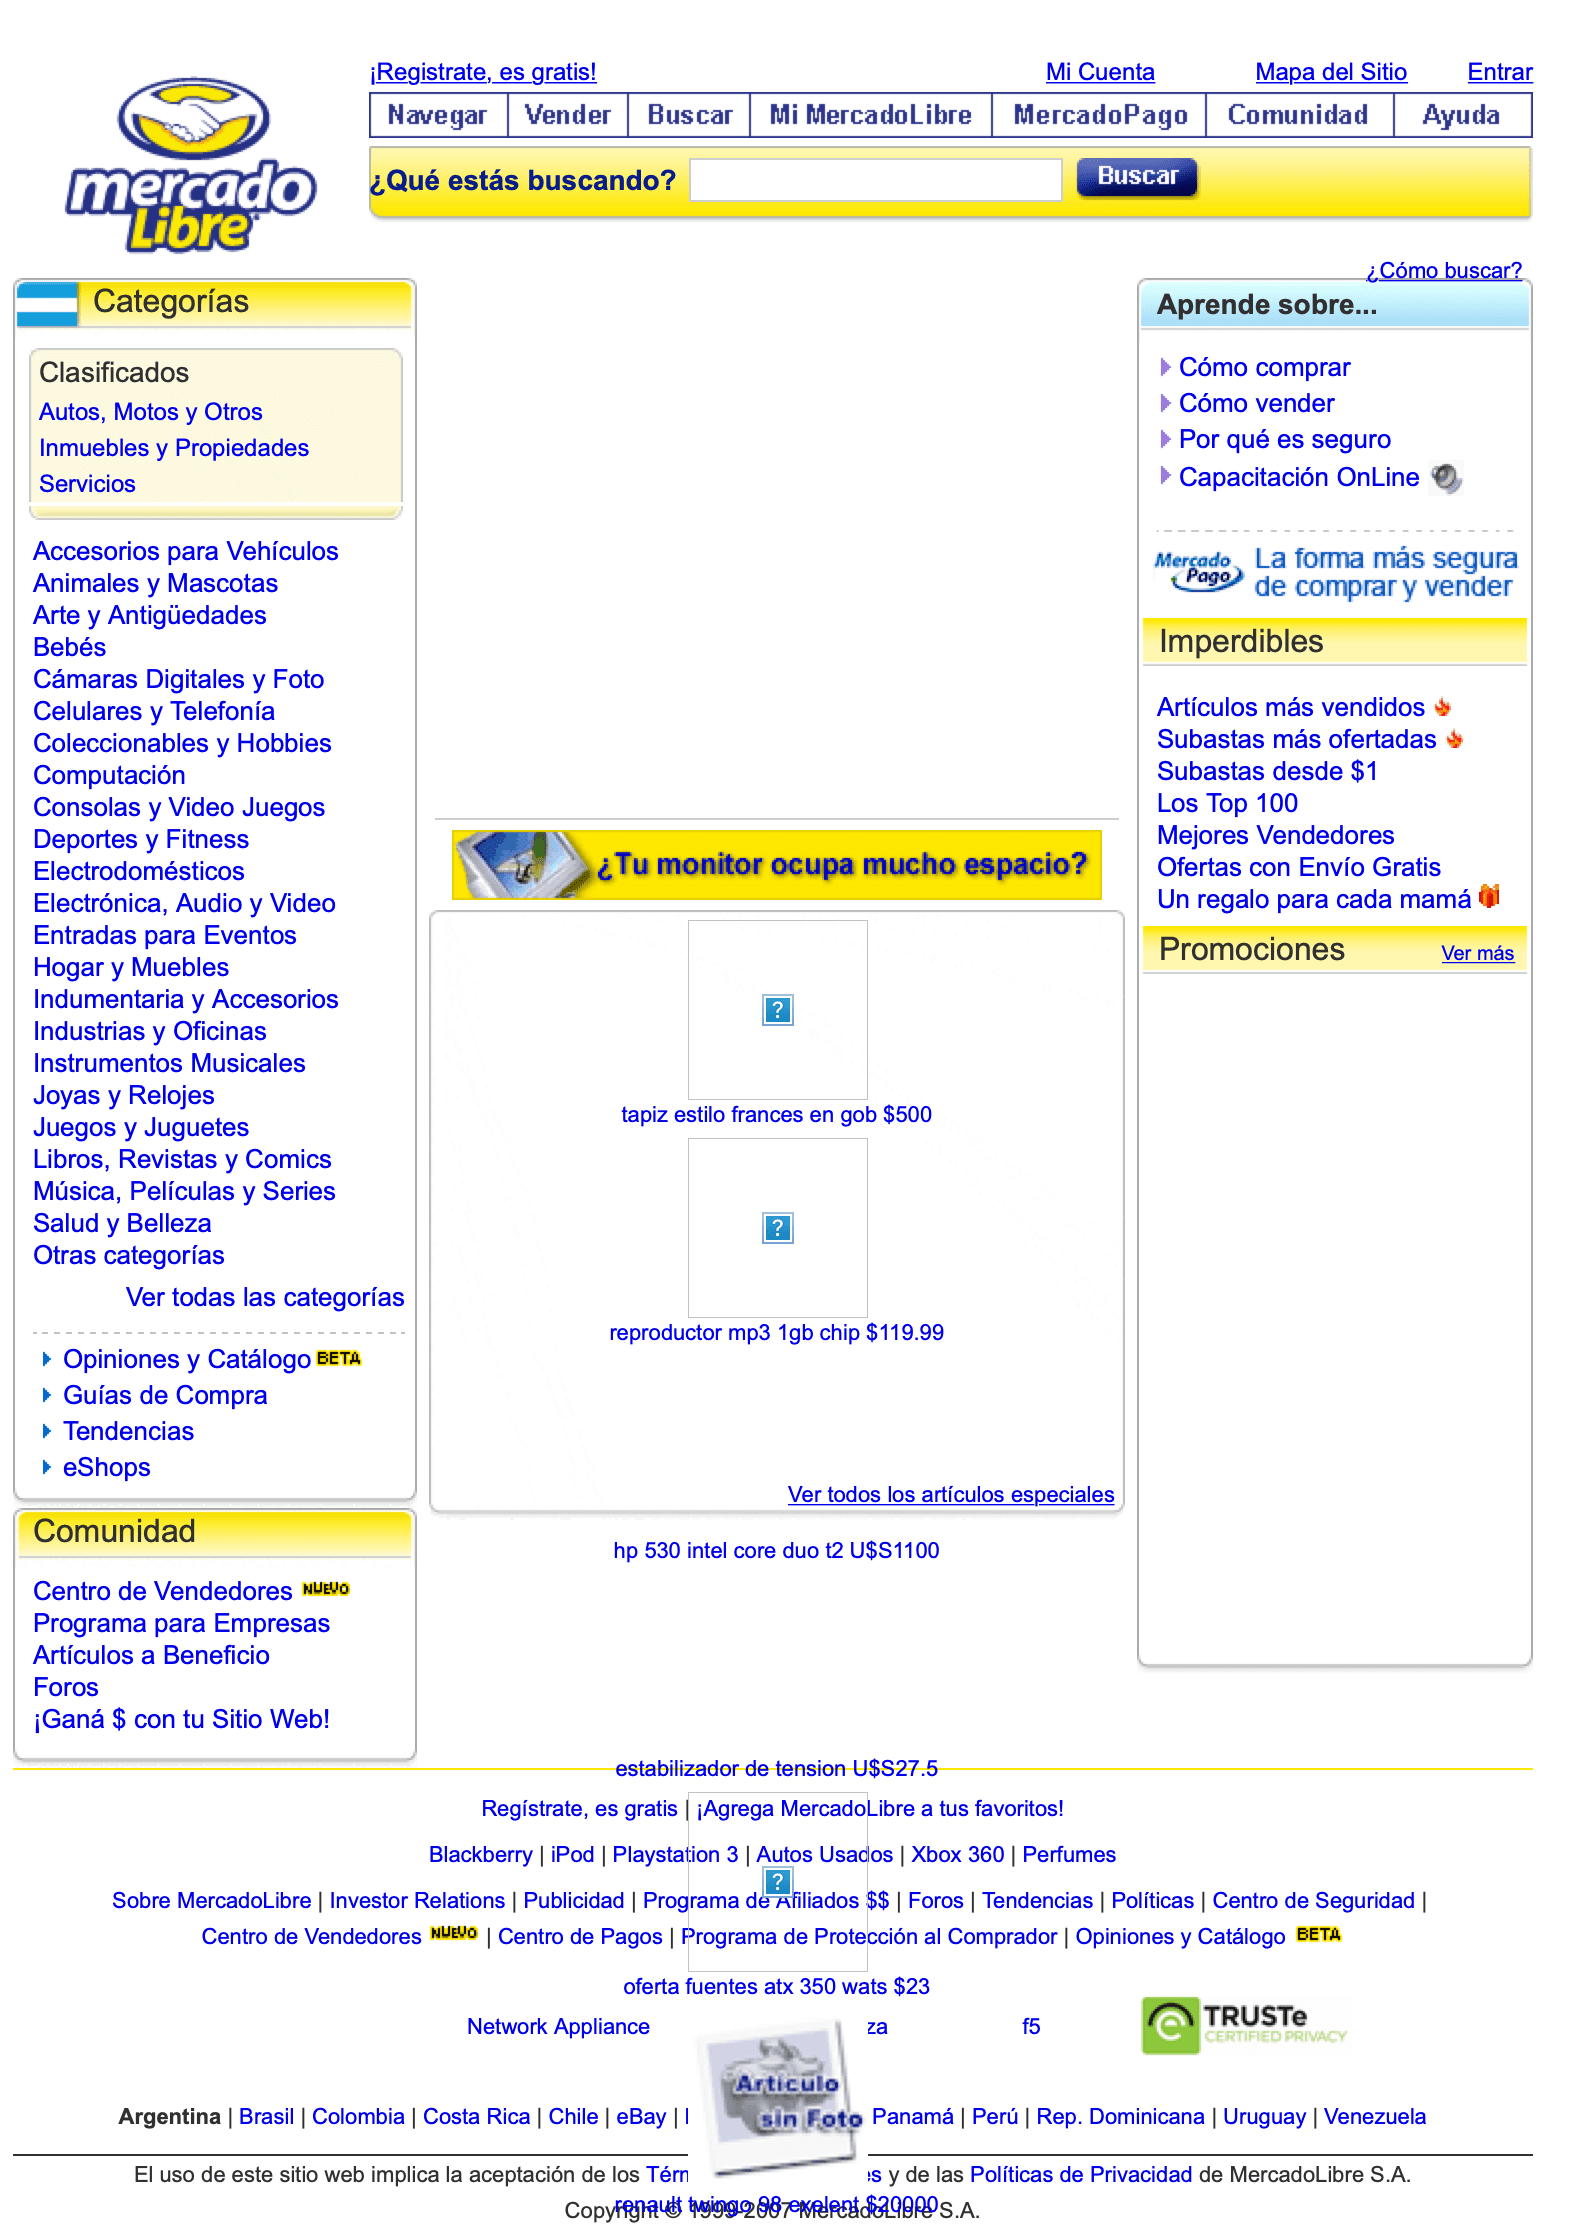 ¡Registrate, es gratis!
Mi Cuenta
Mapa del Sitio
Entrar
mercado
Libre
Navegar
Vender
Buscar
Mi MercadoLibre
MercadoPago
Comunidad
Ayuda
¿Qué estás buscando?
Buscar
¿Cómo buscar?
Categorías
Clasificados
Autos, Motos y Otros
Inmuebles y Propiedades
Servicios
Accesorios para Vehículos
Animales y Mascotas
Arte y Antigüedades
Bebés
Cámaras Digitales y Foto
Celulares y Telefonía
Coleccionables y Hobbies
Computación
Consolas y Video Juegos
Deportes y Fitness
Electrodomésticos
Electrónica, Audio y Video
Entradas para Eventos
Hogar y Muebles
Indumentaria y Accesorios
Industrias y Oficinas
Instrumentos Musicales
Joyas y Relojes
Juegos y Juguetes
Libros, Revistas y Comics
Música, Películas y Series
Salud y Belleza
Otras categorías
Ver todas las categorías
Opiniones y Catálogo BETA
Guías de Compra
Tendencias
eShops
Comunidad
Centro de Vendedores NUEVO
Programa para Empresas
Artículos a Beneficio
Foros
¡Ganá $ con tu Sitio Web!
¿Tu monitor ocupa mucho espacio?
tapiz estilo frances en gob $500
reproductor mp3 1gb chip $119.99
Ver todos los artículos especiales
hp 530 intel core duo t2 U$S1100
Aprende sobre...
Cómo comprar
Cómo vender
Por qué es seguro
Capacitación OnLine
Mercado
Pago
La forma más segura
de comprar y vender
Imperdibles
Artículos más vendidos
Subastas más ofertadas
Subastas desde $1
Los Top 100
Mejores Vendedores
Ofertas con Envío Gratis
Un regalo para cada mamá
Promociones
Ver más
estabilizador de tension U$S27.5
Regístrate, es gratis | ¡Agrega MercadoLibre a tus favoritos!
Blackberry | iPod | Playstation 3 | Autos Usados | Xbox 360 | Perfumes
Sobre MercadoLibre | Investor Relations | Publicidad | Programa de Afiliados $$ | Foros | Tendencias | Políticas | Centro de Seguridad |
Centro de Vendedores NUEVO | Centro de Pagos | Programa de Protección al Comprador | Opiniones y Catálogo BETA
oferta fuentes atx 350 wats $23
Network Appliance
za
f5
TRUSTe
CERTIFIED PRIVACY
Articulo
sin Foto
Argentina | Brasil | Colombia | Costa Rica | Chile | eBay | Panamá | Perú | Rep. Dominicana | Uruguay | Venezuela
El uso de este sitio web implica la aceptación de los y de las Políticas de Privacidad de MercadoLibre S.A.
renault twingo 98 exelent $20000
Copyright © 1999-2007 MercadoLibre S.A.